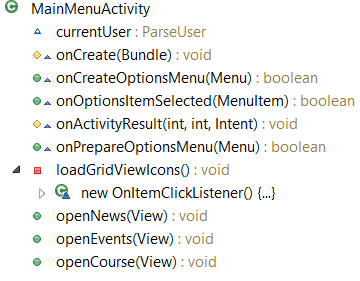 MainMenuActivity
currentUser : ParseUser
onCreate(Bundle) : void
onCreateOptionsMenu(Menu) : boolean
onOptionsItemSelected(MenuItem) : boolean
onActivityResult(int, int, Intent) : void
onPrepareOptionsMenu(Menu) : boolean
loadGridViewIcons() : void
new OnItemClickListener() {...}
openNews(View) : void
openEvents(View) : void
openCourse(View) : void